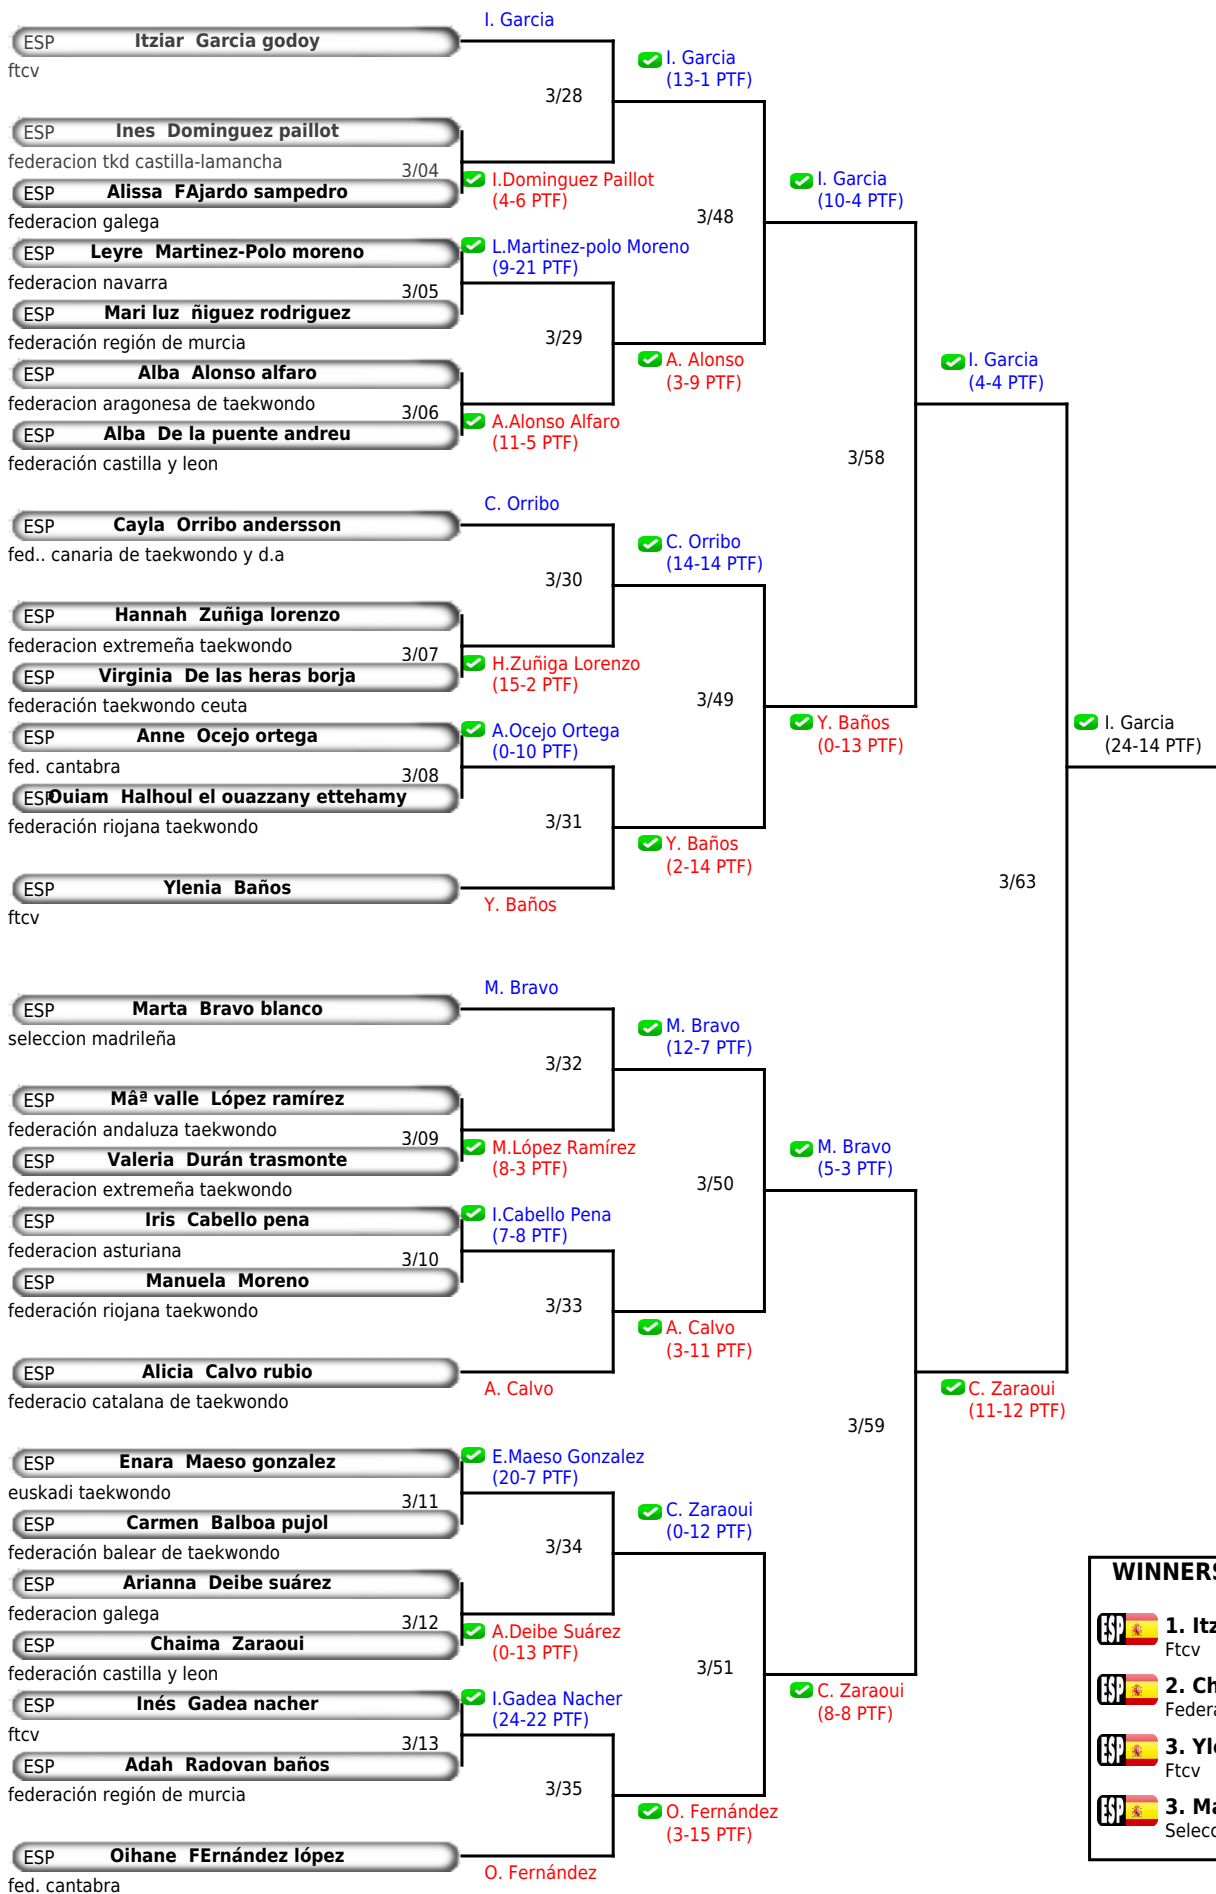 I. Garcia
ESP Itziar Garcia godoy
ftcv
I. Garcia
(13-1 PTF)
3/28
ESP Ines Dominguez paillot
federacion tkd castilla-lamancha
3/04
I.Dominguez Paillot
(4-6 PTF)
ESP Alissa FAjardo sampedro
federacion galega
I. Garcia
(10-4 PTF)
3/48
ESP Leyre Martinez-Polo moreno
federacion navarra
L.Martinez-polo Moreno
(9-21 PTF)
3/05
ESP Mari luz ñiguez rodriguez
federación región de murcia
3/29
A. Alonso
(3-9 PTF)
ESP Alba Alonso alfaro
federacion aragonesa de taekwondo
3/06
A.Alonso Alfaro
(11-5 PTF)
ESP Alba De la puente andreu
federación castilla y leon
I. Garcia
(4-4 PTF)
3/58
C. Orribo
ESP Cayla Orribo andersson
fed.. canaria de taekwondo y d.a
C. Orribo
(14-14 PTF)
3/30
ESP Hannah Zuñiga lorenzo
federacion extremeña taekwondo
3/07
H.Zuñiga Lorenzo
(15-2 PTF)
ESP Virginia De las heras borja
federación taekwondo ceuta
3/49
Y. Baños
(0-13 PTF)
I. Garcia
(24-14 PTF)
ESP Anne Ocejo ortega
fed. cantabra
A.Ocejo Ortega
(0-10 PTF)
3/08
ESP Ouiam Halhoul el ouazzany ettehamy
federación riojana taekwondo
3/31
Y. Baños
(2-14 PTF)
ESP Ylenia Baños
ftcv
Y. Baños
3/63
M. Bravo
ESP Marta Bravo blanco
seleccion madrileña
M. Bravo
(12-7 PTF)
3/32
ESP Mâª valle López ramírez
federación andaluza taekwondo
3/09
M.López Ramírez
(8-3 PTF)
ESP Valeria Durán trasmonte
federacion extremeña taekwondo
M. Bravo
(5-3 PTF)
3/50
ESP Iris Cabello pena
federacion asturiana
I.Cabello Pena
(7-8 PTF)
3/10
ESP Manuela Moreno
federación riojana taekwondo
3/33
A. Calvo
(3-11 PTF)
ESP Alicia Calvo rubio
federacio catalana de taekwondo
A. Calvo
C. Zaraoui
(11-12 PTF)
3/59
ESP Enara Maeso gonzalez
euskadi taekwondo
E.Maeso Gonzalez
(20-7 PTF)
3/11
ESP Carmen Balboa pujol
federación balear de taekwondo
C. Zaraoui
(0-12 PTF)
3/34
ESP Arianna Deibe suárez
federacion galega
3/12
A.Deibe Suárez
(0-13 PTF)
ESP Chaima Zaraoui
federación castilla y leon
3/51
C. Zaraoui
(8-8 PTF)
ESP Inés Gadea nacher
ftcv
I.Gadea Nacher
(24-22 PTF)
3/13
ESP Adah Radovan baños
federación región de murcia
3/35
O. Fernández
(3-15 PTF)
ESP Oihane FErnández lópez
fed. cantabra
O. Fernández
WINNERS
ESP 1. Itz
Ftcv
ESP 2. Ch
Federa
ESP 3. Yle
Ftcv
ESP 3. Ma
Selecc